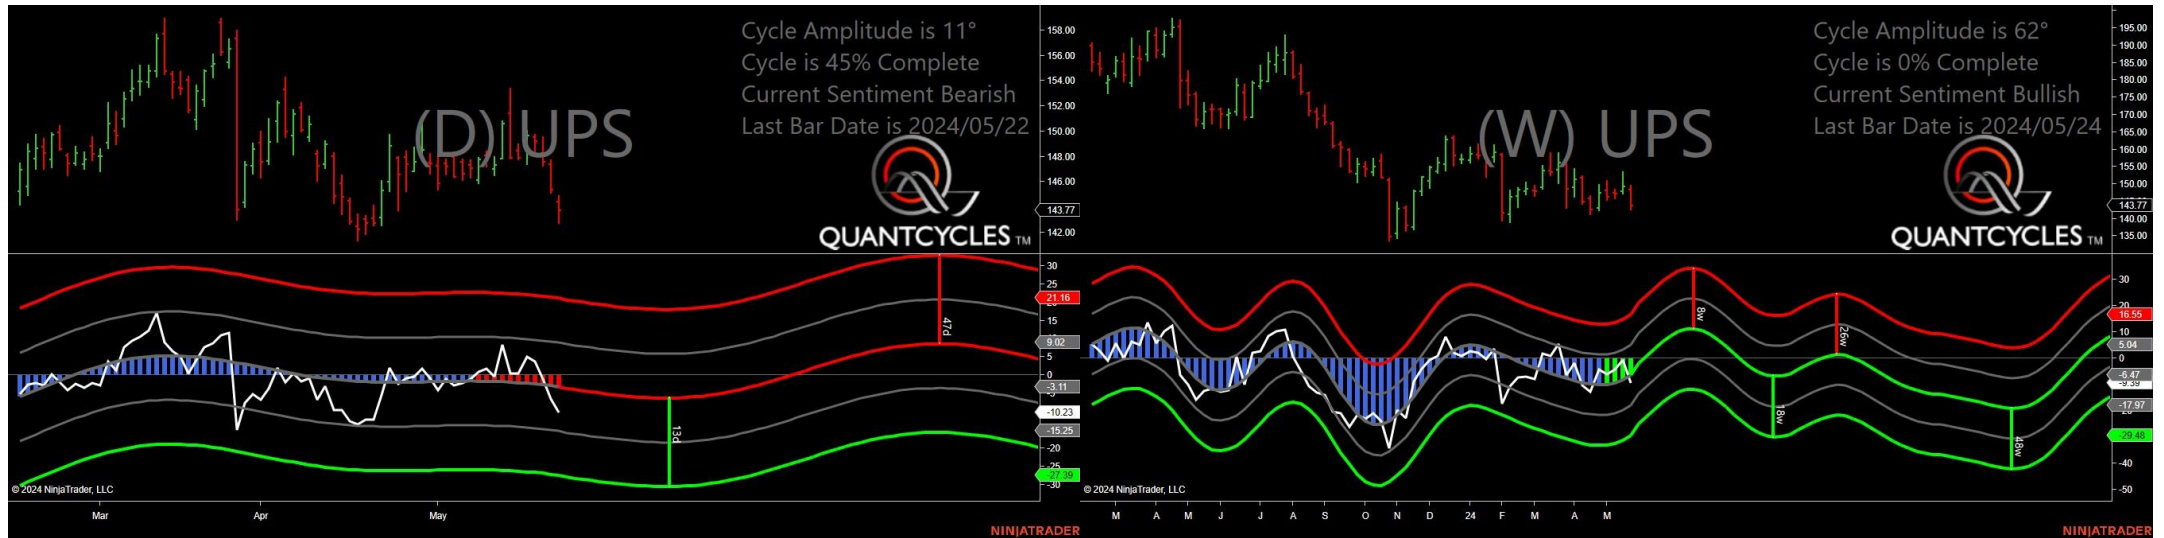 Cycle Amplitude is 11°
Cycle is 45% Complete
Current Sentiment Bearish
Last Bar Date is 2024/05/22
(D) UPS
QUANTCYCLES TM
158.00
156.00
154.00
152.00
150.00
148.00
146.00
143.77
142.00
30
25
21.16
15
9.02
5
0
-3.11
-10.23
-15.25
-20
-25
-27.39
-30
47d
13d
© 2024 NinjaTrader, LLC
Mar
Apr
May
NINJATRADER
Cycle Amplitude is 62°
Cycle is 0% Complete
Current Sentiment Bullish
Last Bar Date is 2024/05/24
(W) UPS
QUANTCYCLES TM
195.00
190.00
185.00
180.00
175.00
170.00
165.00
160.00
155.00
150.00
143.77
140.00
135.00
30
20
16.55
10
5.04
0
-6.47
-9.39
-17.97
-29.48
-40
-50
8w
26w
18w
48w
© 2024 NinjaTrader, LLC
M
A
M
J
J
A
S
O
N
D
24
F
M
A
M
NINJATRADER